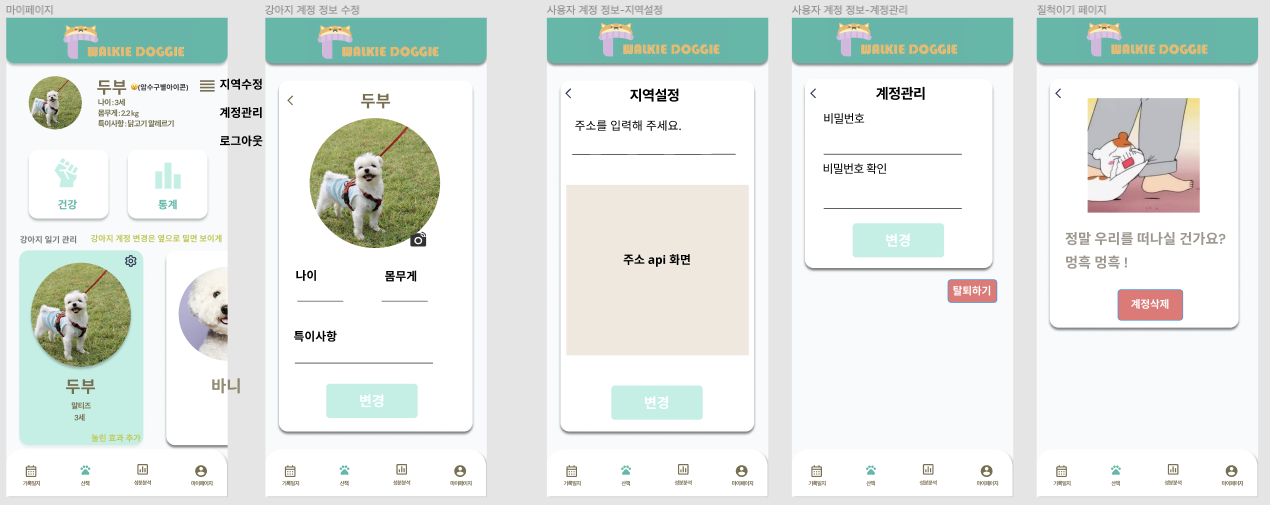 마이페이지
WALKIE DOGGIE
두부
(암수구별아이콘)
나이 : 3세
몸무게 : 2.2 kg
특이사항 : 닭고기 알레르기
지역수정
계정관리
로그아웃
건강
통계
강아지 일기 관리
강아지 계정 변경은 옆으로 밀면 보이게
두부
말티즈
3세
눌린 효과 추가
바니
기록일지
산책
성분분석
마이페이지
강아지 계정 정보 수정
WALKIE DOGGIE
두부
나이
몸무게
특이사항
변경
기록일지
산책
성분분석
마이페이지
사용자 계정 정보-지역설정
WALKIE DOGGIE
지역설정
주소를 입력해 주세요.
주소 api 화면
변경
기록일지
산책
성분분석
마이페이지
사용자 계정 정보-계정관리
WALKIE DOGGIE
계정관리
비밀번호
비밀번호 확인
변경
탈퇴하기
기록일지
산책
성분분석
마이페이지
질척이기 페이지
WALKIE DOGGIE
정말 우리를 떠나실 건가요?
멍흑 멍흑 !
계정삭제
기록일지
산책
성분분석
마이페이지